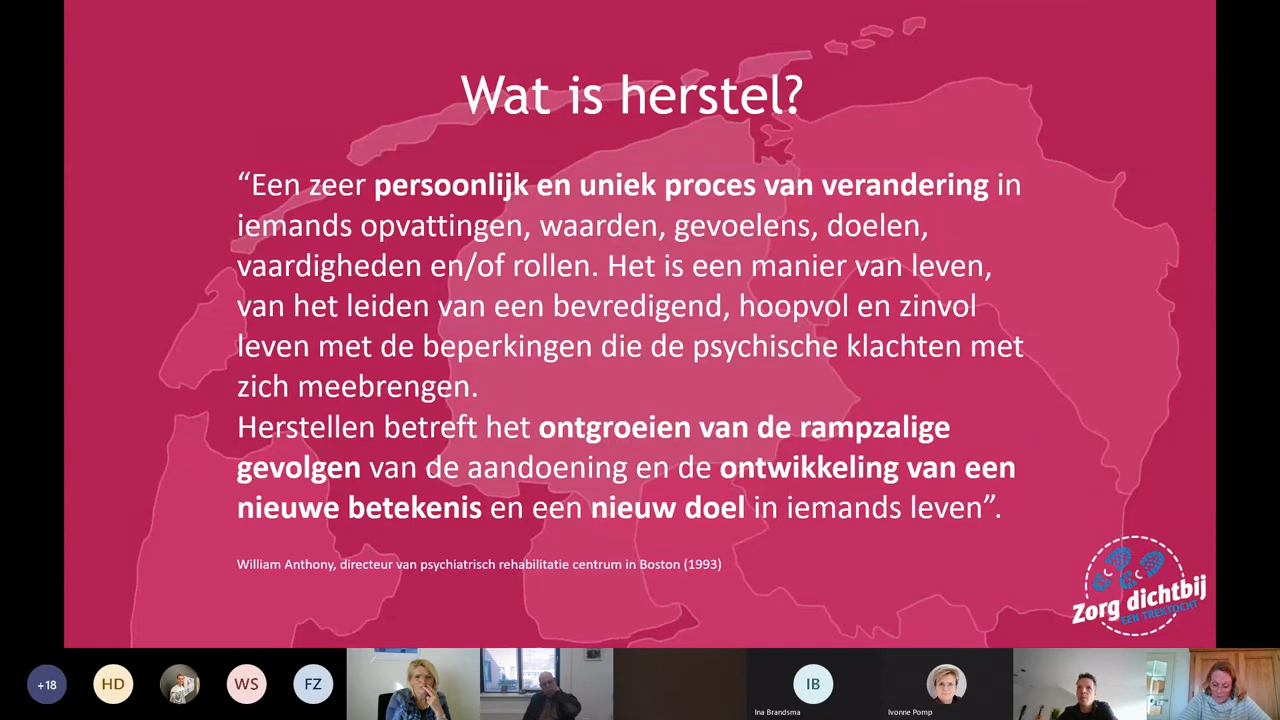 Wat is herstel?
“Een zeer persoonlijk en uniek proces van verandering in
iemands opvattingen, waarden, gevoelens, doelen,
vaardigheden en/of rollen. Het is een manier van leven,
van het leiden van een bevredigend, hoopvol en zinvol
leven met de beperkingen die de psychische klachten met
zich meebrengen.
Herstellen betreft het ontgroeien van de rampzalige
gevolgen van de aandoening en de ontwikkeling van een
nieuwe betekenis en een nieuw doel in iemands leven”.
William Anthony, directeur van psychiatrisch rehabilitatie centrum in Boston (1993)
Zorg dichtbij
EEN TREKTOCHT
+18
HD
WS
FZ
IB
Ina Brandsma
Ivonne Pomp